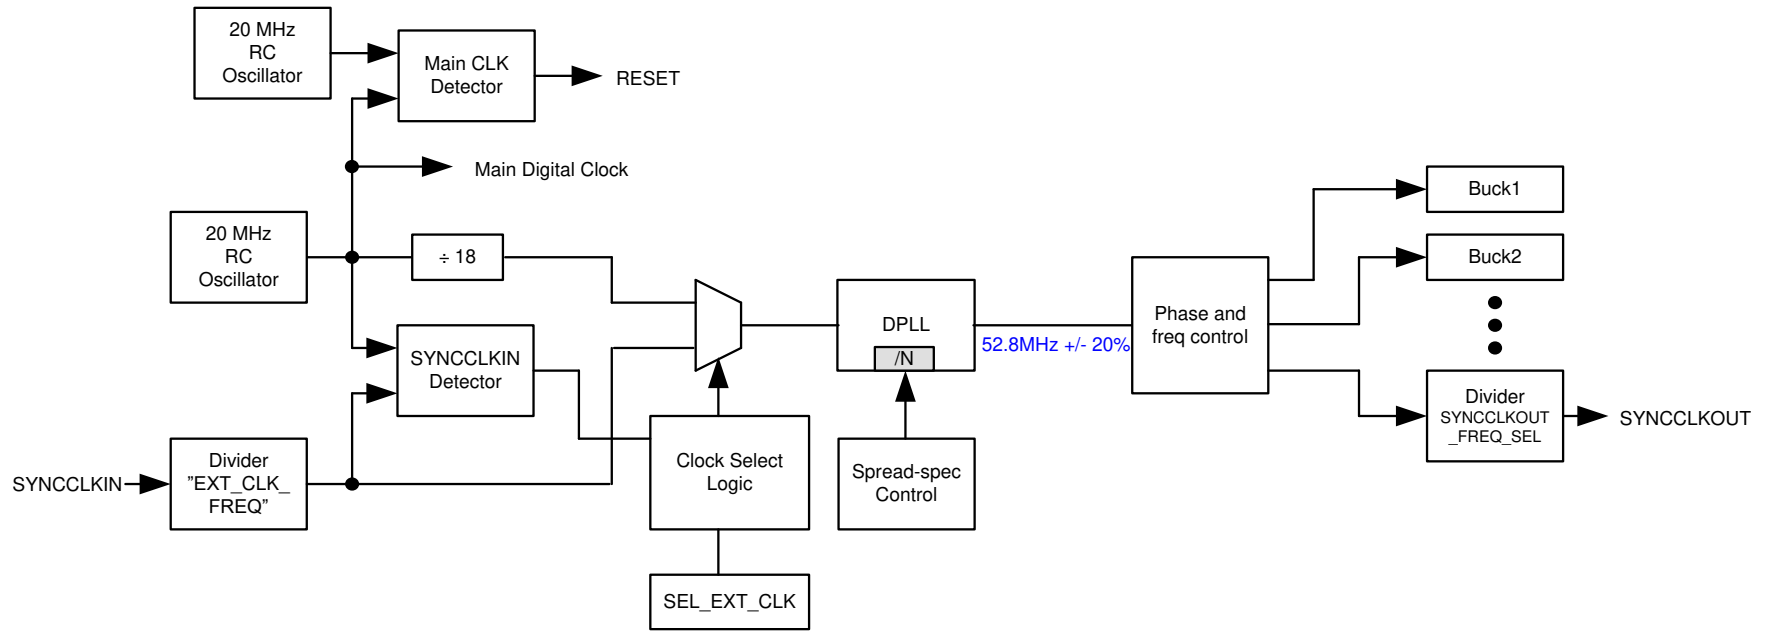 20 MHz
RC
Oscillator
Main CLK
Detector
RESET
Main Digital Clock
20 MHz
RC
Oscillator
÷ 18
SYNCCLKIN
Detector
SYNCCLKIN
Divider
”EXT_CLK_
FREQ”
Clock Select
Logic
SEL_EXT_CLK
DPLL
/N
Spread-spec
Control
52.8MHz +/- 20%
Phase and
freq control
Buck1
Buck2
Divider
SYNCCLKOUT
_FREQ_SEL
SYNCCLKOUT